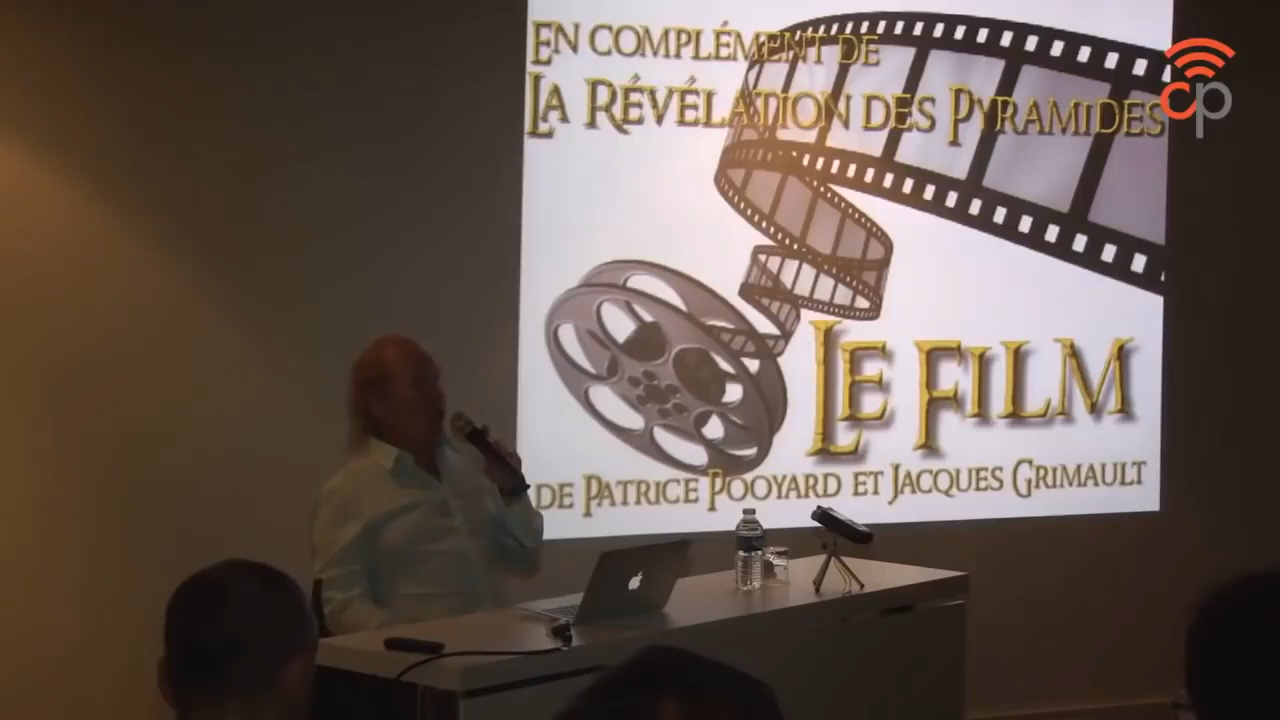 En complément de
La Révélation des Pyramides
cp
Le Film
de Patrice Pooyard et Jacques Grimault